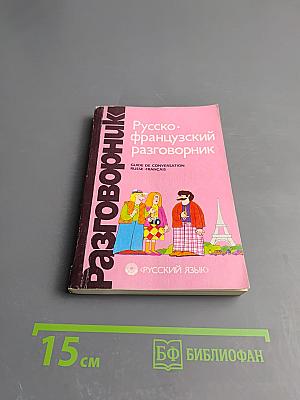 Разговорник
Русско-
французский
разговорник
GUIDE DE CONVERSATION
RUSSE-FRANÇAIS
«РУССКИЙ ЯЗЫК»
15 см
БФ БИБЛИОФАН